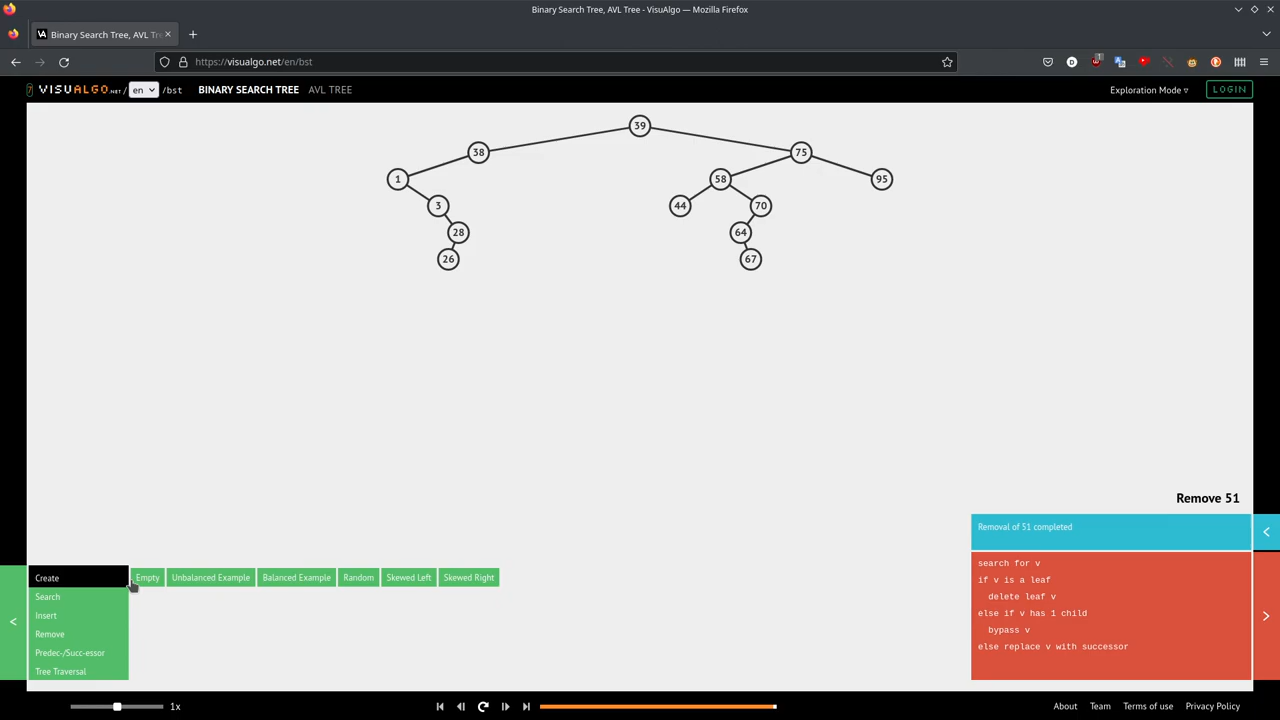 Binary Search Tree, AVL Tree - VisuAlgo — Mozilla Firefox
Binary Search Tree, AVL Tre
https://visualgo.net/en/bst
1
VISUALGO.NET/ en /bst BINARY SEARCH TREE AVL TREE Exploration Mode ▿ LOGIN
39
38 75
1 58 95
3 44 70
28 64
26 67
Remove 51
Removal of 51 completed
<
search for v
if v is a leaf
delete leaf v
else if v has 1 child
bypass v
else replace v with successor
>
<
Create Empty Unbalanced Example Balanced Example Random Skewed Left Skewed Right
Search
Insert
Remove
Predec-/Succ-essor
Tree Traversal
1x About Team Terms of use Privacy Policy